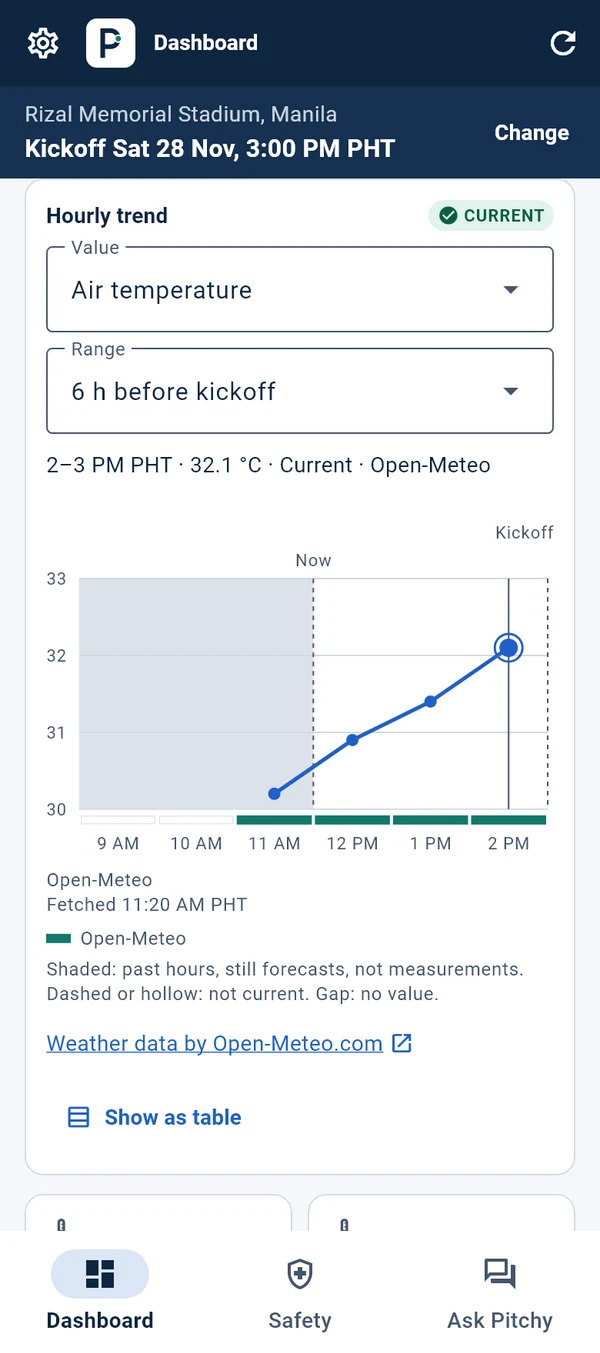 Dashboard
Rizal Memorial Stadium, Manila
Kickoff Sat 28 Nov, 3:00 PM PHT
Change
Hourly trend
CURRENT
Value
Air temperature
Range
6 h before kickoff
2–3 PM PHT · 32.1 °C · Current · Open-Meteo
Kickoff
Now
33
32
31
30
9 AM 10 AM 11 AM 12 PM 1 PM 2 PM
Open-Meteo
Fetched 11:20 AM PHT
Open-Meteo
Shaded: past hours, still forecasts, not measurements.
Dashed or hollow: not current. Gap: no value.
Weather data by Open-Meteo.com
Show as table
Dashboard Safety Ask Pitchy